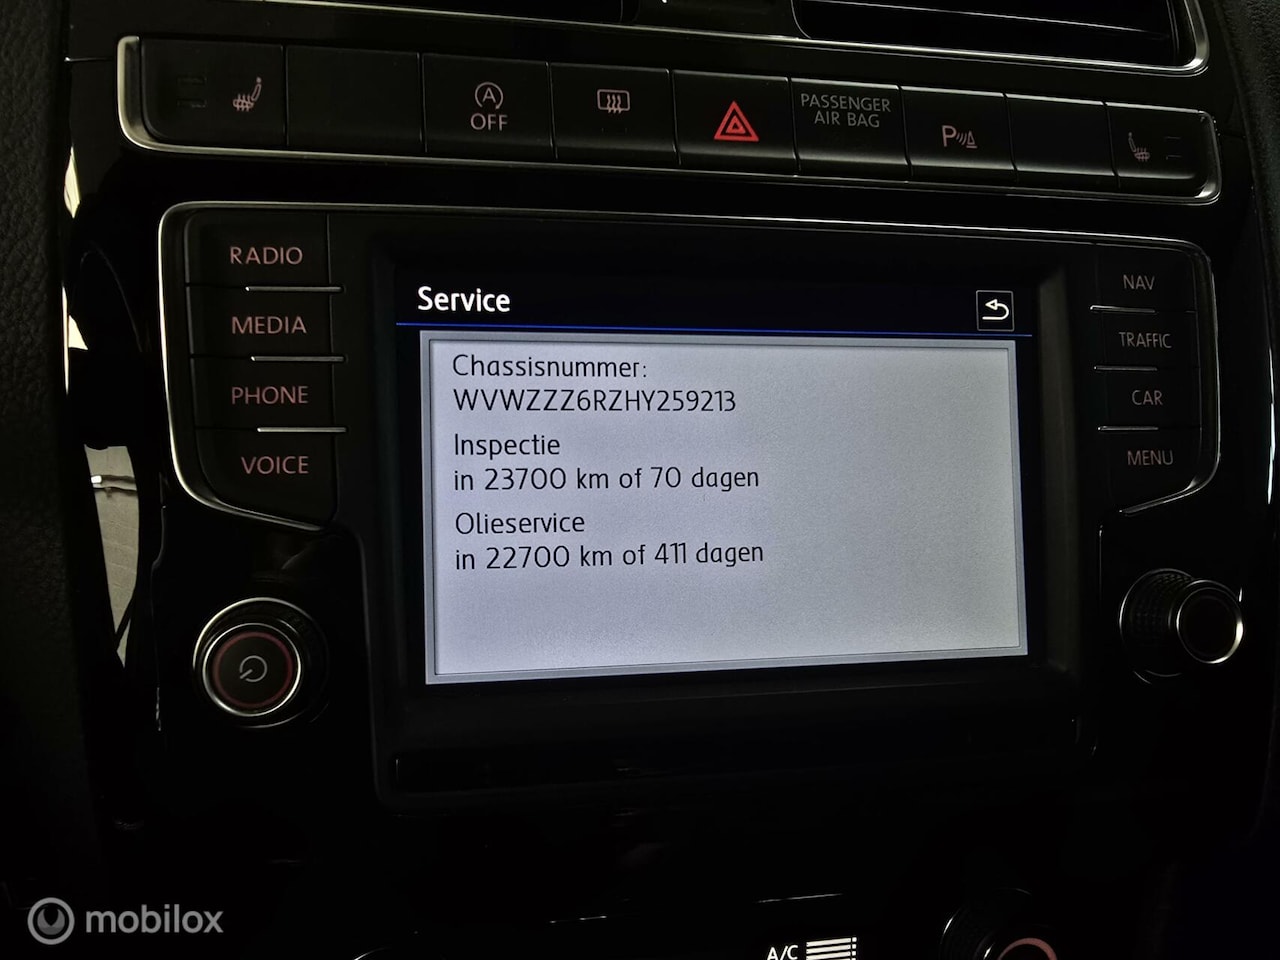 A
OFF
PASSENGER
AIR BAG
P
RADIO
MEDIA
PHONE
VOICE
Service
Chassisnummer:
WVWZZZ6RZHY259213
Inspectie
in 23700 km of 70 dagen
Olieservice
in 22700 km of 411 dagen
NAV
TRAFFIC
CAR
MENU
A/C
mobilox